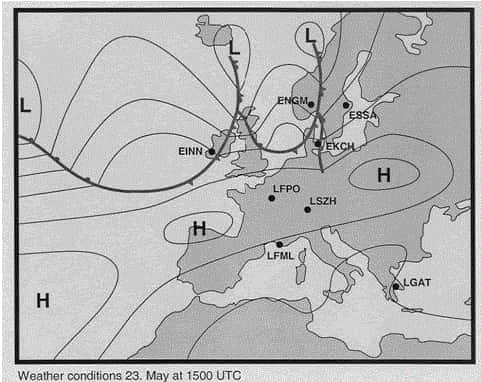 L
L
L
ENGM
ESSA
EINN
EKCH
H
LFPO
LSZH
H
LFML
LGAT
H
Weather conditions 23. May at 1500 UTC